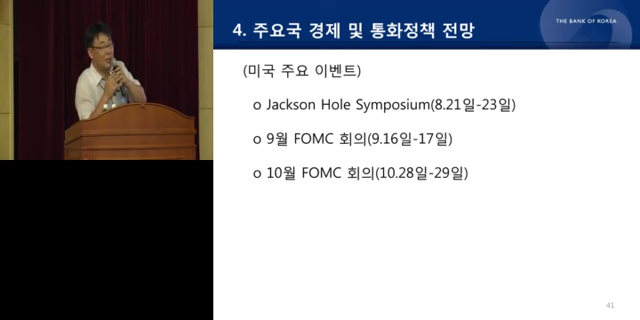 4. 주요국 경제 및 통화정책 전망
THE BANK OF KOREA
(미국 주요 이벤트)
o Jackson Hole Symposium(8.21일-23일)
o 9월 FOMC 회의(9.16일-17일)
o 10월 FOMC 회의(10.28일-29일)
41